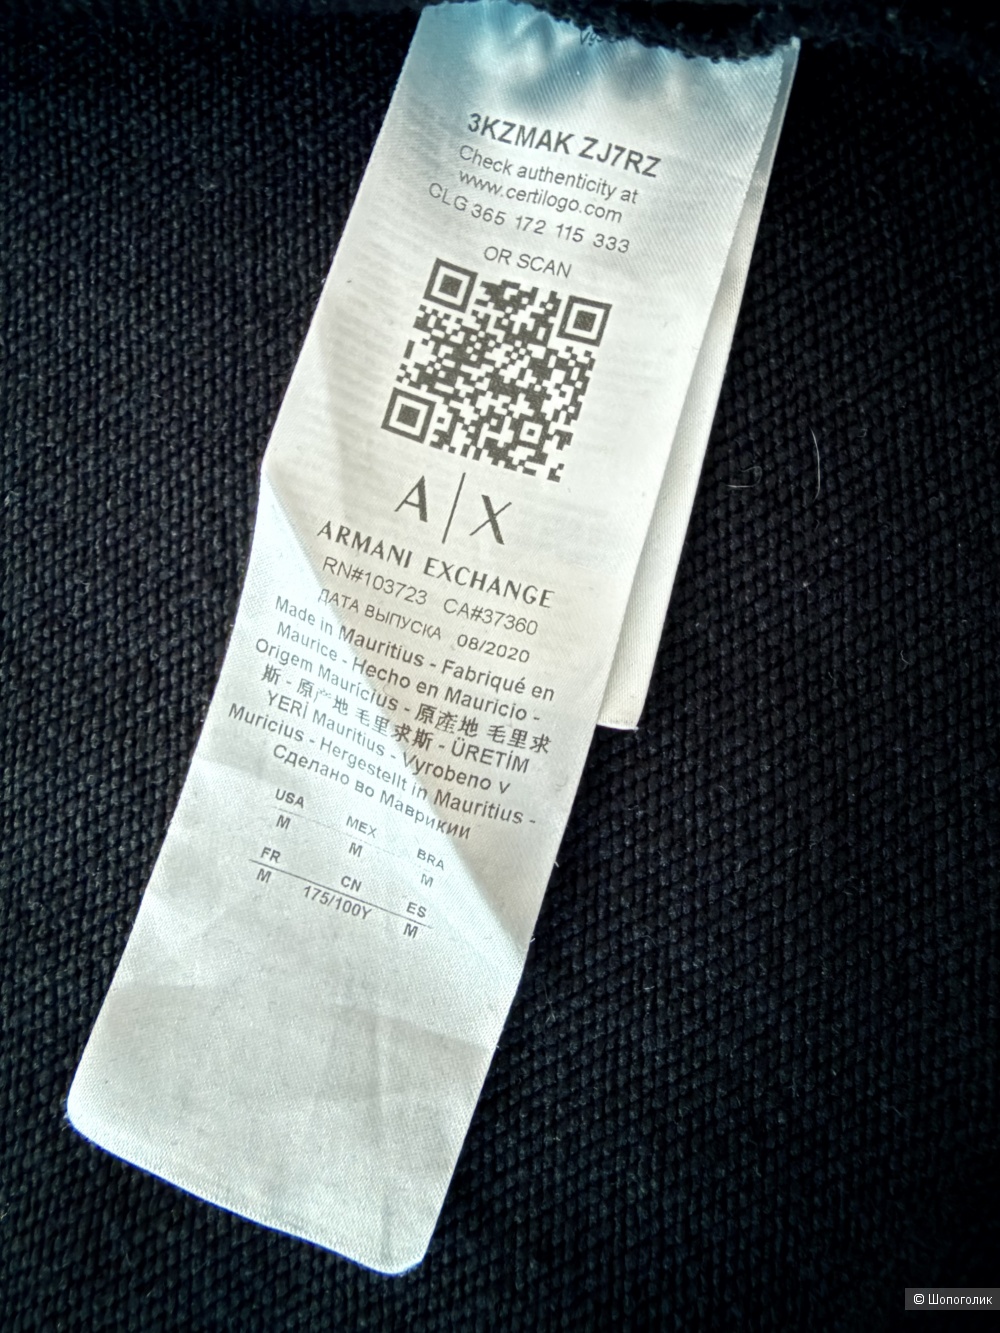 3KZMAK ZJ7RZ
Check authenticity at
www.certilogo.com
CLG 365 172 115 333
OR SCAN
A|X
ARMANI EXCHANGE
RN#103723 CA#37360
ДАТА ВЫПУСКА 08/2020
Made in Mauritius - Fabriqué en
Maurice - Hecho en Mauricio -
Origem Maurícius - 原產地 毛里求
斯 - 原产地 毛里求斯 - ÜRETİM
YERİ Mauritius - Vyrobeno v
Muricius - Hergestellt in Mauritius -
Сделано во Маврикии
USA MEX BRA
M M M
FR CN ES
M 175/100Y M
© Шопоголик